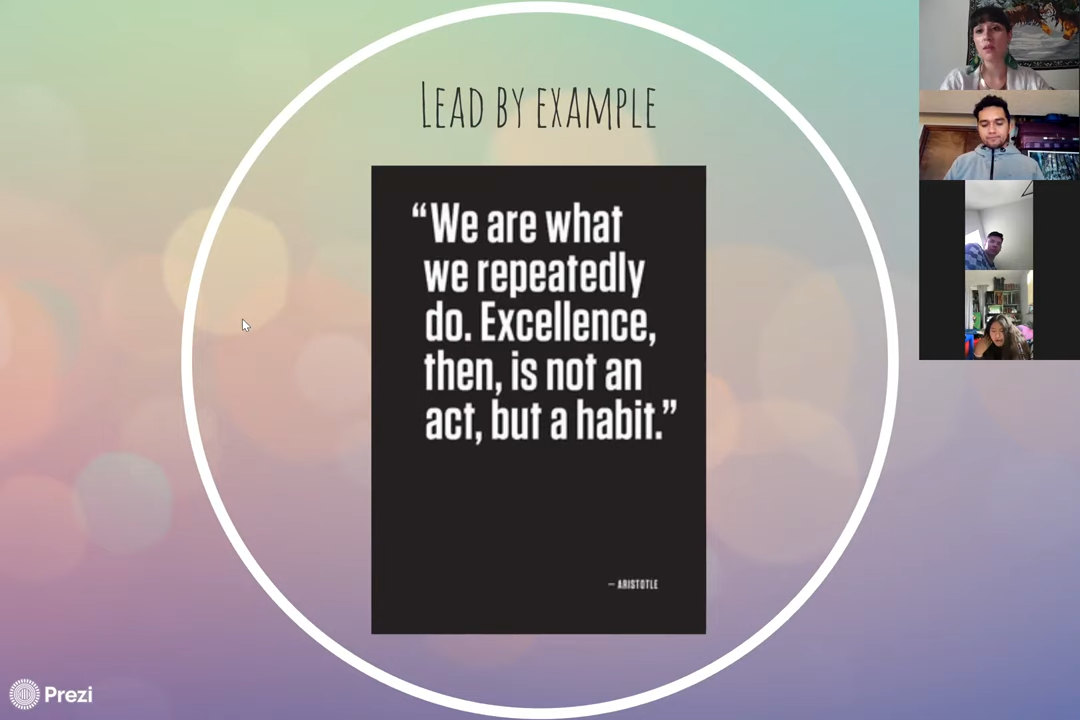 LEAD BY EXAMPLE
“We are what
we repeatedly
do. Excellence,
then, is not an
act, but a habit.”
— ARISTOTLE
Prezi